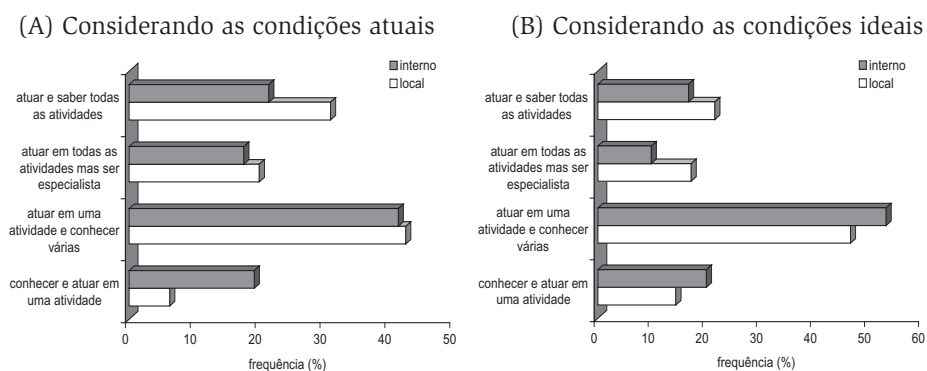 (A) Considerando as condições atuais
interno
local
atuar e saber todas
as atividades
atuar em todas as
atividades mas ser
especialista
atuar em uma
atividade e conhecer
várias
conhecer e atuar em
uma atividade
0 10 20 30 40 50
frequência (%)
(B) Considerando as condições ideais
interno
local
atuar e saber todas
as atividades
atuar em todas as
atividades mas ser
especialista
atuar em uma
atividade e conhecer
várias
conhecer e atuar em
uma atividade
0 10 20 30 40 50 60
frequência (%)